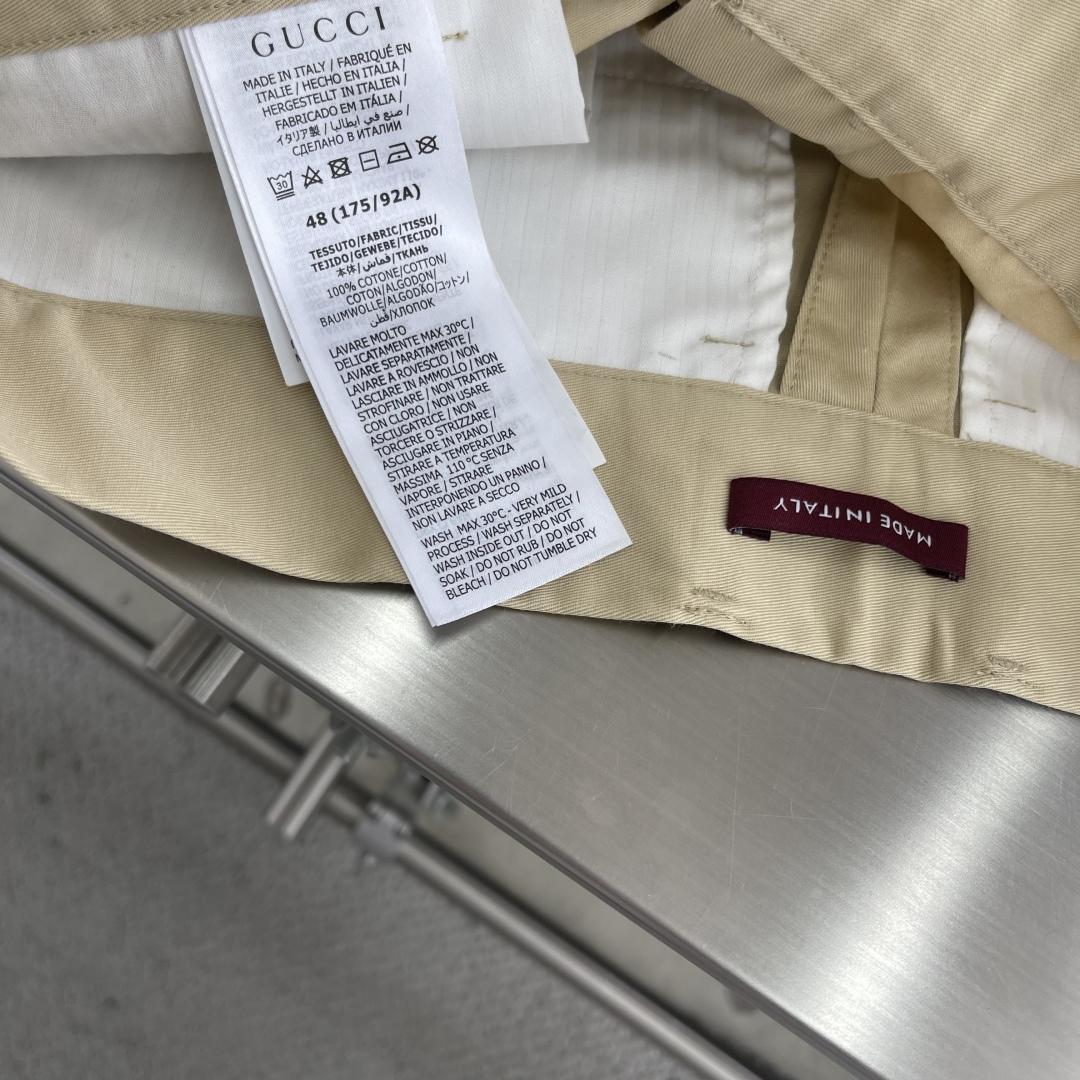 GUCCI
MADE IN ITALY / FABRIQUÉ EN
ITALIE / HECHO EN ITALIA /
HERGESTELLT IN ITALIEN /
FABRICADO EM ITÁLIA /
イタリア製 / صنع في ايطاليا /
СДЕЛАНО В ИТАЛИИ
30
48 (175/92A)
TESSUTO/FABRIC/TISSU/
TEJIDO/GEWEBE/TECIDO/
本体/قماش/ТКАНЬ
100% COTONE/COTTON/
COTON/ALGODON/
BAUMWOLLE/ALGODÃO/コットン/
قطن/ХЛОПОК
LAVARE MOLTO
DELICATAMENTE MAX 30°C /
LAVARE SEPARATAMENTE /
LAVARE A ROVESCIO / NON
LASCIARE IN AMMOLLO / NON
STROFINARE / NON TRATTARE
CON CLORO / NON USARE
ASCIUGATRICE / NON
TORCERE O STRIZZARE /
ASCIUGARE IN PIANO /
STIRARE A TEMPERATURA
MASSIMA 110 °C SENZA
VAPORE / STIRARE
INTERPONENDO UN PANNO /
NON LAVARE A SECCO
WASH MAX 30°C - VERY MILD
PROCESS / WASH SEPARATELY /
WASH INSIDE OUT / DO NOT
SOAK / DO NOT RUB / DO NOT
BLEACH / DO NOT TUMBLE DRY
MADE IN ITALY